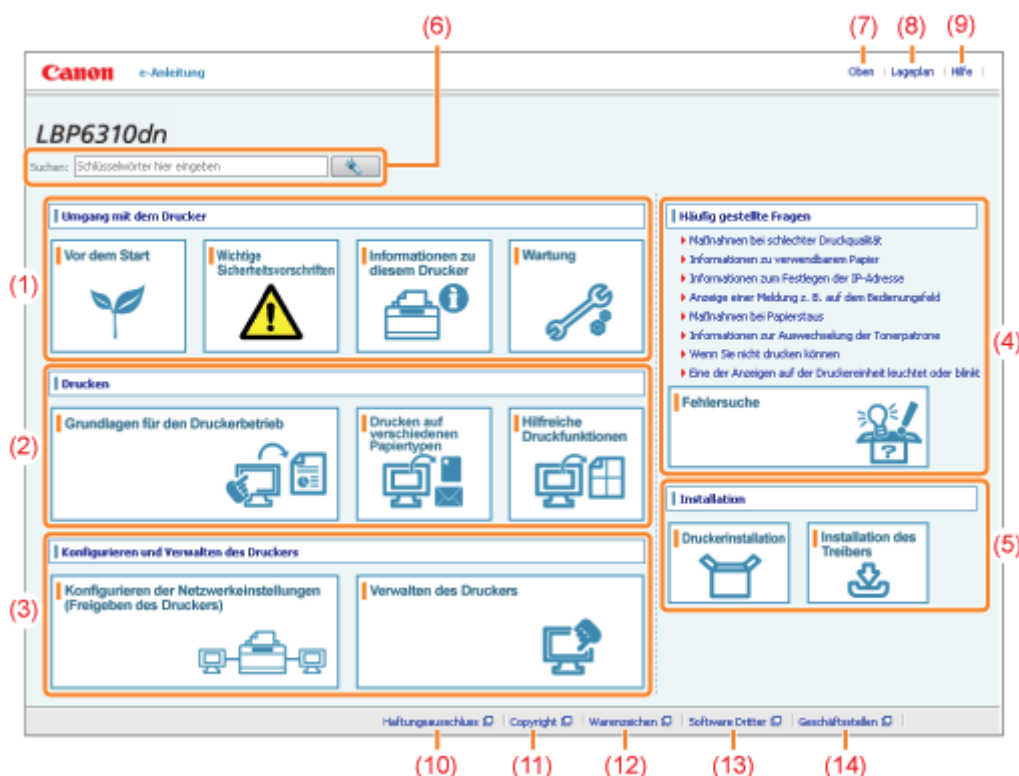 (6)
(7) (8) (9)
Canon e-Anleitung
Oben Lageplan Hilfe
LBP6310dn
Suchen: Schlüsselwörter hier eingeben
(1)
Umgang mit dem Drucker
Vor dem Start
Wichtige
Sicherheitsvorschriften
Informationen zu
diesem Drucker
Wartung
(2)
Drucken
Grundlagen für den Druckerbetrieb
Drucken auf
verschiedenen
Papiertypen
Hilfreiche
Druckfunktionen
(3)
Konfigurieren und Verwalten des Druckers
Konfigurieren der Netzwerkeinstellungen
(Freigeben des Druckers)
Verwalten des Druckers
(4)
Häufig gestellte Fragen
Maßnahmen bei schlechter Druckqualität
Informationen zu verwendbarem Papier
Informationen zum Festlegen der IP-Adresse
Anzeige einer Meldung z. B. auf dem Bedienungsfeld
Maßnahmen bei Papierstaus
Informationen zur Auswechselung der Tonerpatrone
Wenn Sie nicht drucken können
Eine der Anzeigen auf der Druckereinheit leuchtet oder blinkt
Fehlersuche
?
(5)
Installation
Druckerinstallation
Installation des
Treibers
Haftungsausschluss Copyright Warenzeichen Software Dritter Geschäftsstellen
(10) (11) (12) (13) (14)